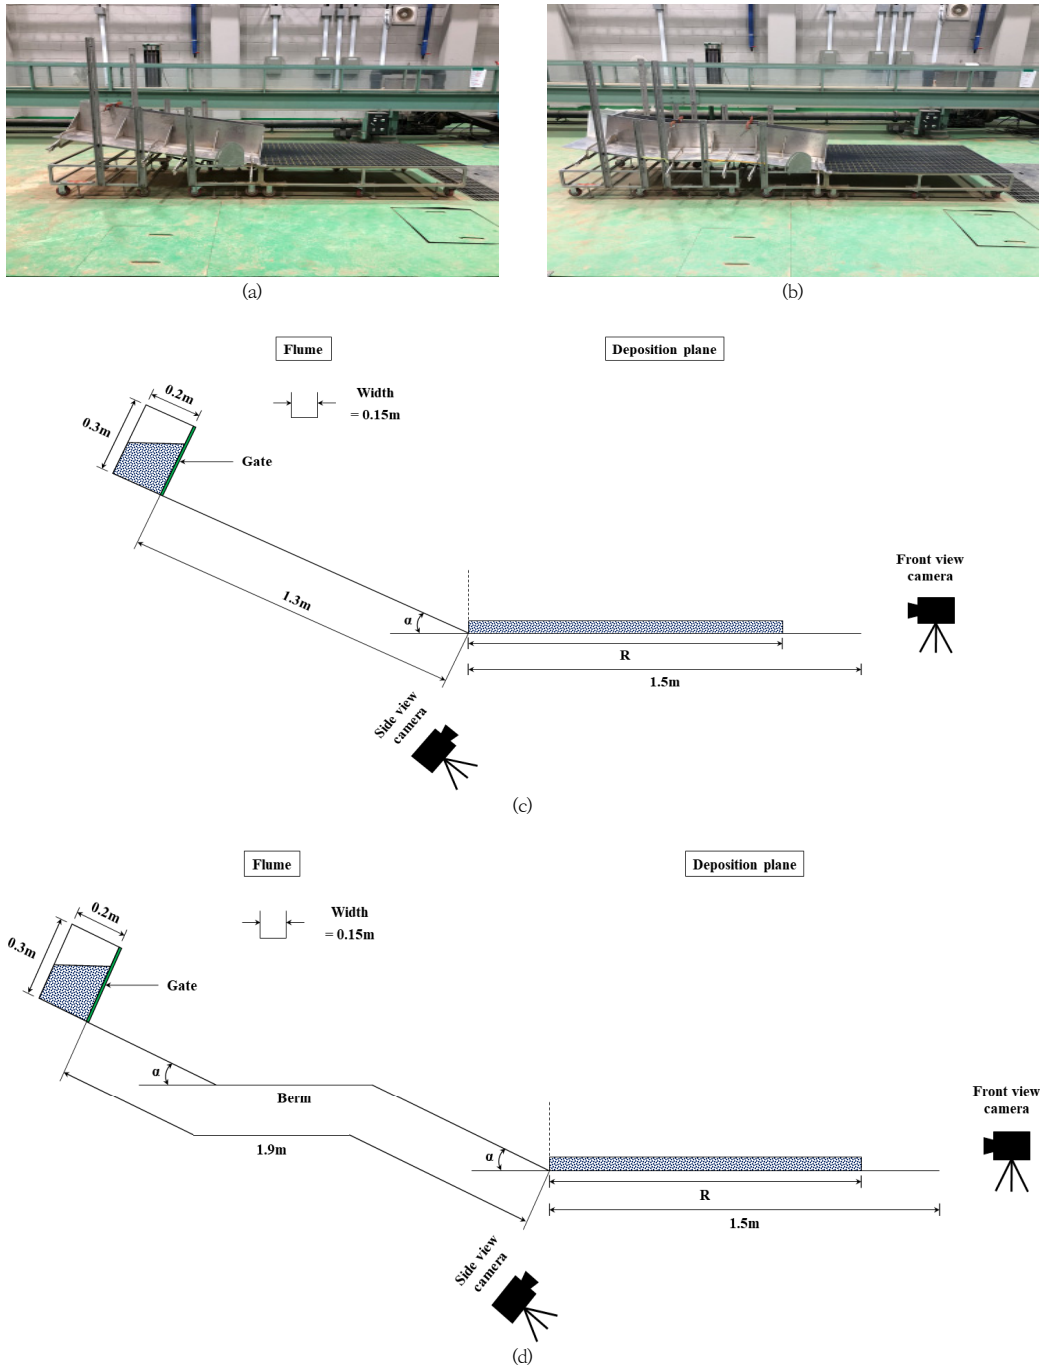 (a)
(b)
Flume
Deposition plane
0.2m
0.3m
Width
= 0.15m
Gate
1.3m
α
R
1.5m
Front view
camera
Side view
camera
(c)
Flume
Deposition plane
0.2m
0.3m
Width
= 0.15m
Gate
α
Berm
1.9m
α
R
1.5m
Front view
camera
Side view
camera
(d)